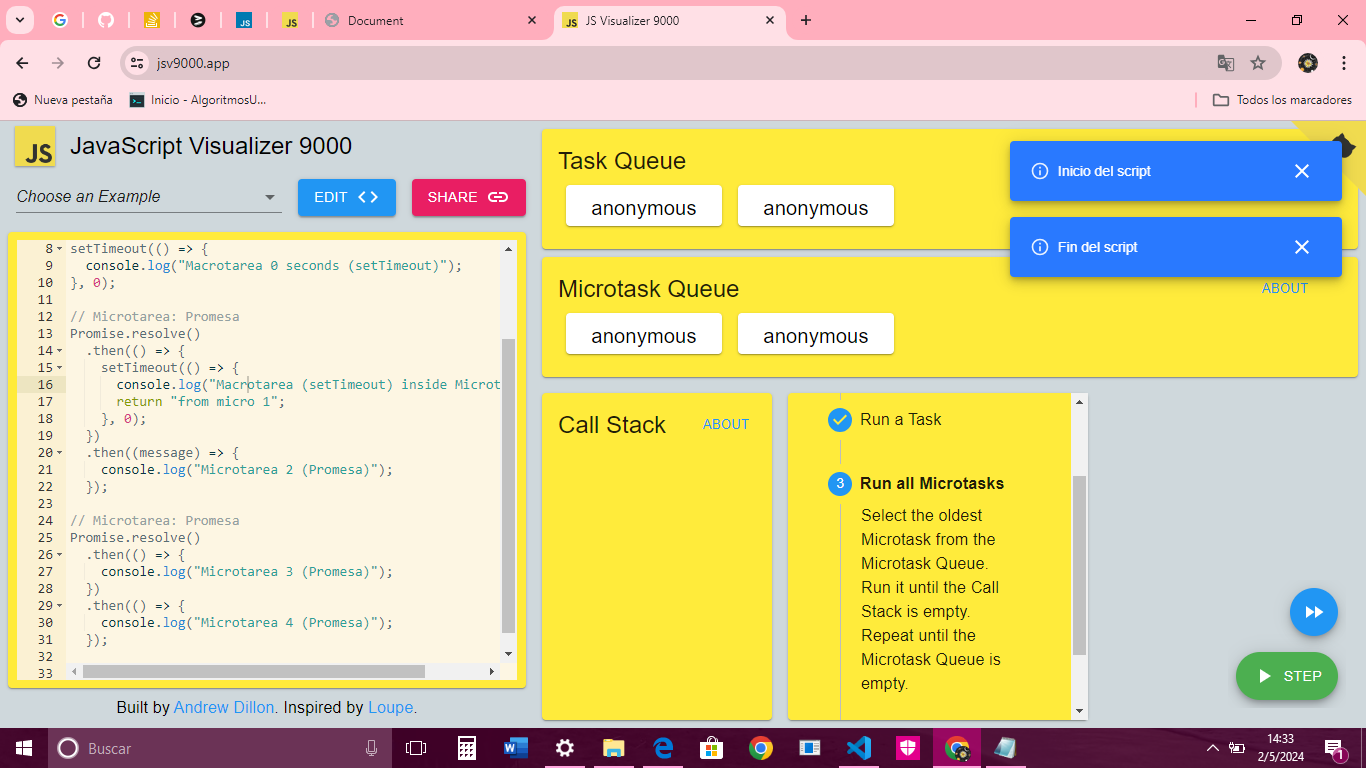 Document
JS
JS
JS
JS Visualizer 9000
jsv9000.app
Nueva pestaña
Inicio - AlgoritmosU...
Todos los marcadores
JS
JavaScript Visualizer 9000
Choose an Example
EDIT
SHARE
8
setTimeout(() => {
9
console.log("Macrotarea 0 seconds (setTimeout)");
10
}, 0);
11
12
// Microtarea: Promesa
13
Promise.resolve()
14
.then(() => {
15
setTimeout(() => {
16
console.log("Macrotarea (setTimeout) inside Microt
17
return "from micro 1";
18
}, 0);
19
})
20
.then((message) => {
21
console.log("Microtarea 2 (Promesa)");
22
});
23
24
// Microtarea: Promesa
25
Promise.resolve()
26
.then(() => {
27
console.log("Microtarea 3 (Promesa)");
28
})
29
.then(() => {
30
console.log("Microtarea 4 (Promesa)");
31
});
32
33
Built by Andrew Dillon. Inspired by Loupe.
Task Queue
anonymous
anonymous
Inicio del script
Fin del script
Microtask Queue
ABOUT
anonymous
anonymous
Call Stack
ABOUT
Run a Task
3
Run all Microtasks
Select the oldest
Microtask from the
Microtask Queue.
Run it until the Call
Stack is empty.
Repeat until the
Microtask Queue is
empty.
STEP
Buscar
14:33
2/5/2024
1